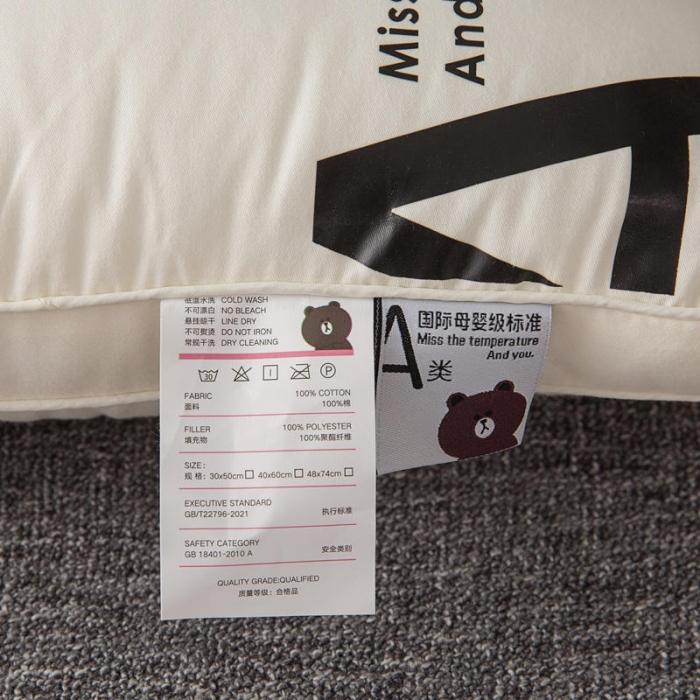 Miss
And
A
低温水洗 COLD WASH
不可漂白 NO BLEACH
悬挂晾干 LINE DRY
不可熨烫 DO NOT IRON
常规干洗 DRY CLEANING
30
P
FABRIC 100% COTTON
面料 100%棉
FILLER 100% POLYESTER
填充物 100%聚酯纤维
SIZE:
规 格: 30x50cm□ 40x60cm□ 48x74cm□
EXECUTIVE STANDARD
GB/T22796-2021 执行标准
SAFETY CATEGORY
GB 18401-2010 A 安全类别
QUALITY GRADE:QUALIFIED
质量等级: 合格品
A类
国际母婴级标准
Miss the temperature
And you.